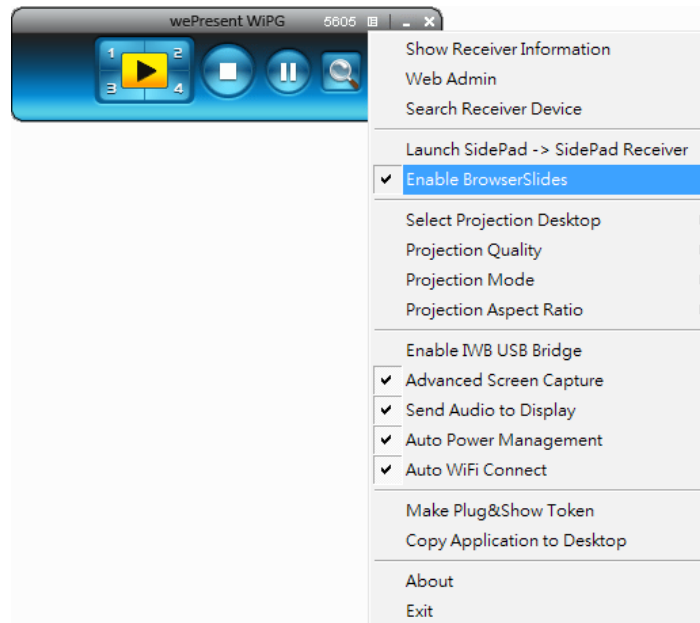 wePresent WiPG 5605
1 2
3 4
Show Receiver Information
Web Admin
Search Receiver Device
Launch SidePad -> SidePad Receiver
Enable BrowserSlides
Select Projection Desktop
Projection Quality
Projection Mode
Projection Aspect Ratio
Enable IWB USB Bridge
Advanced Screen Capture
Send Audio to Display
Auto Power Management
Auto WiFi Connect
Make Plug&Show Token
Copy Application to Desktop
About
Exit